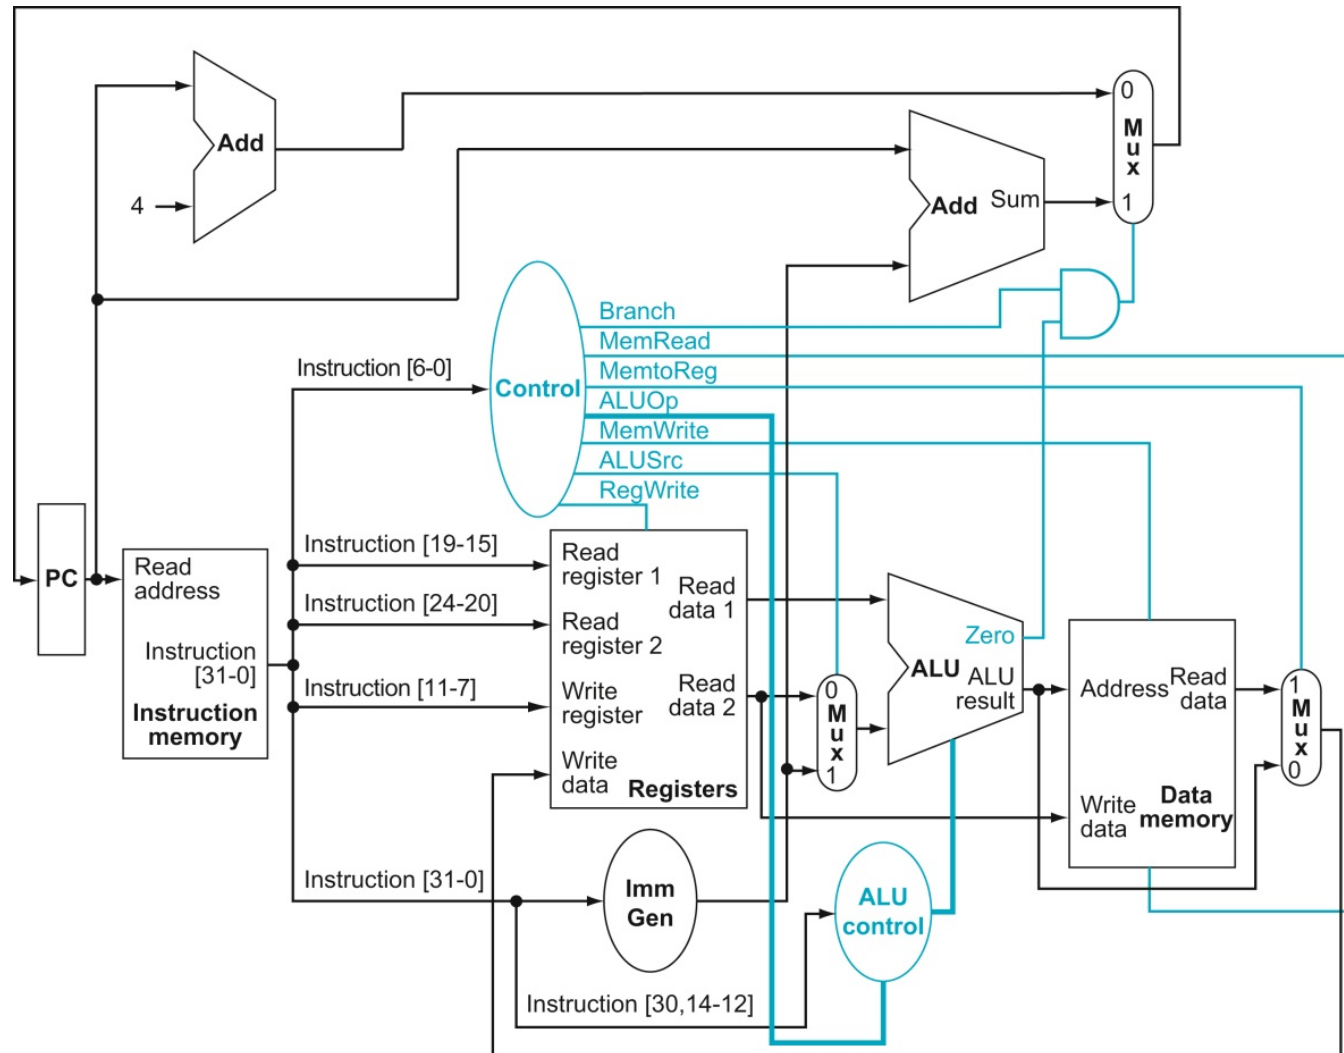 Add
4
0
M
u
x
1
Add Sum
Branch
MemRead
MemtoReg
ALUOp
MemWrite
ALUSrc
RegWrite
Control
Instruction [6-0]
PC
Read
address
Instruction
[31-0]
Instruction
memory
Instruction [19-15]
Instruction [24-20]
Instruction [11-7]
Instruction [31-0]
Read
register 1
Read
register 2
Write
register
Write
data
Read
data 1
Read
data 2
Registers
0
M
u
x
1
Zero
ALU
ALU
result
Address
Read
data
Write
data
Data
memory
1
M
u
x
0
Imm
Gen
ALU
control
Instruction [30,14-12]